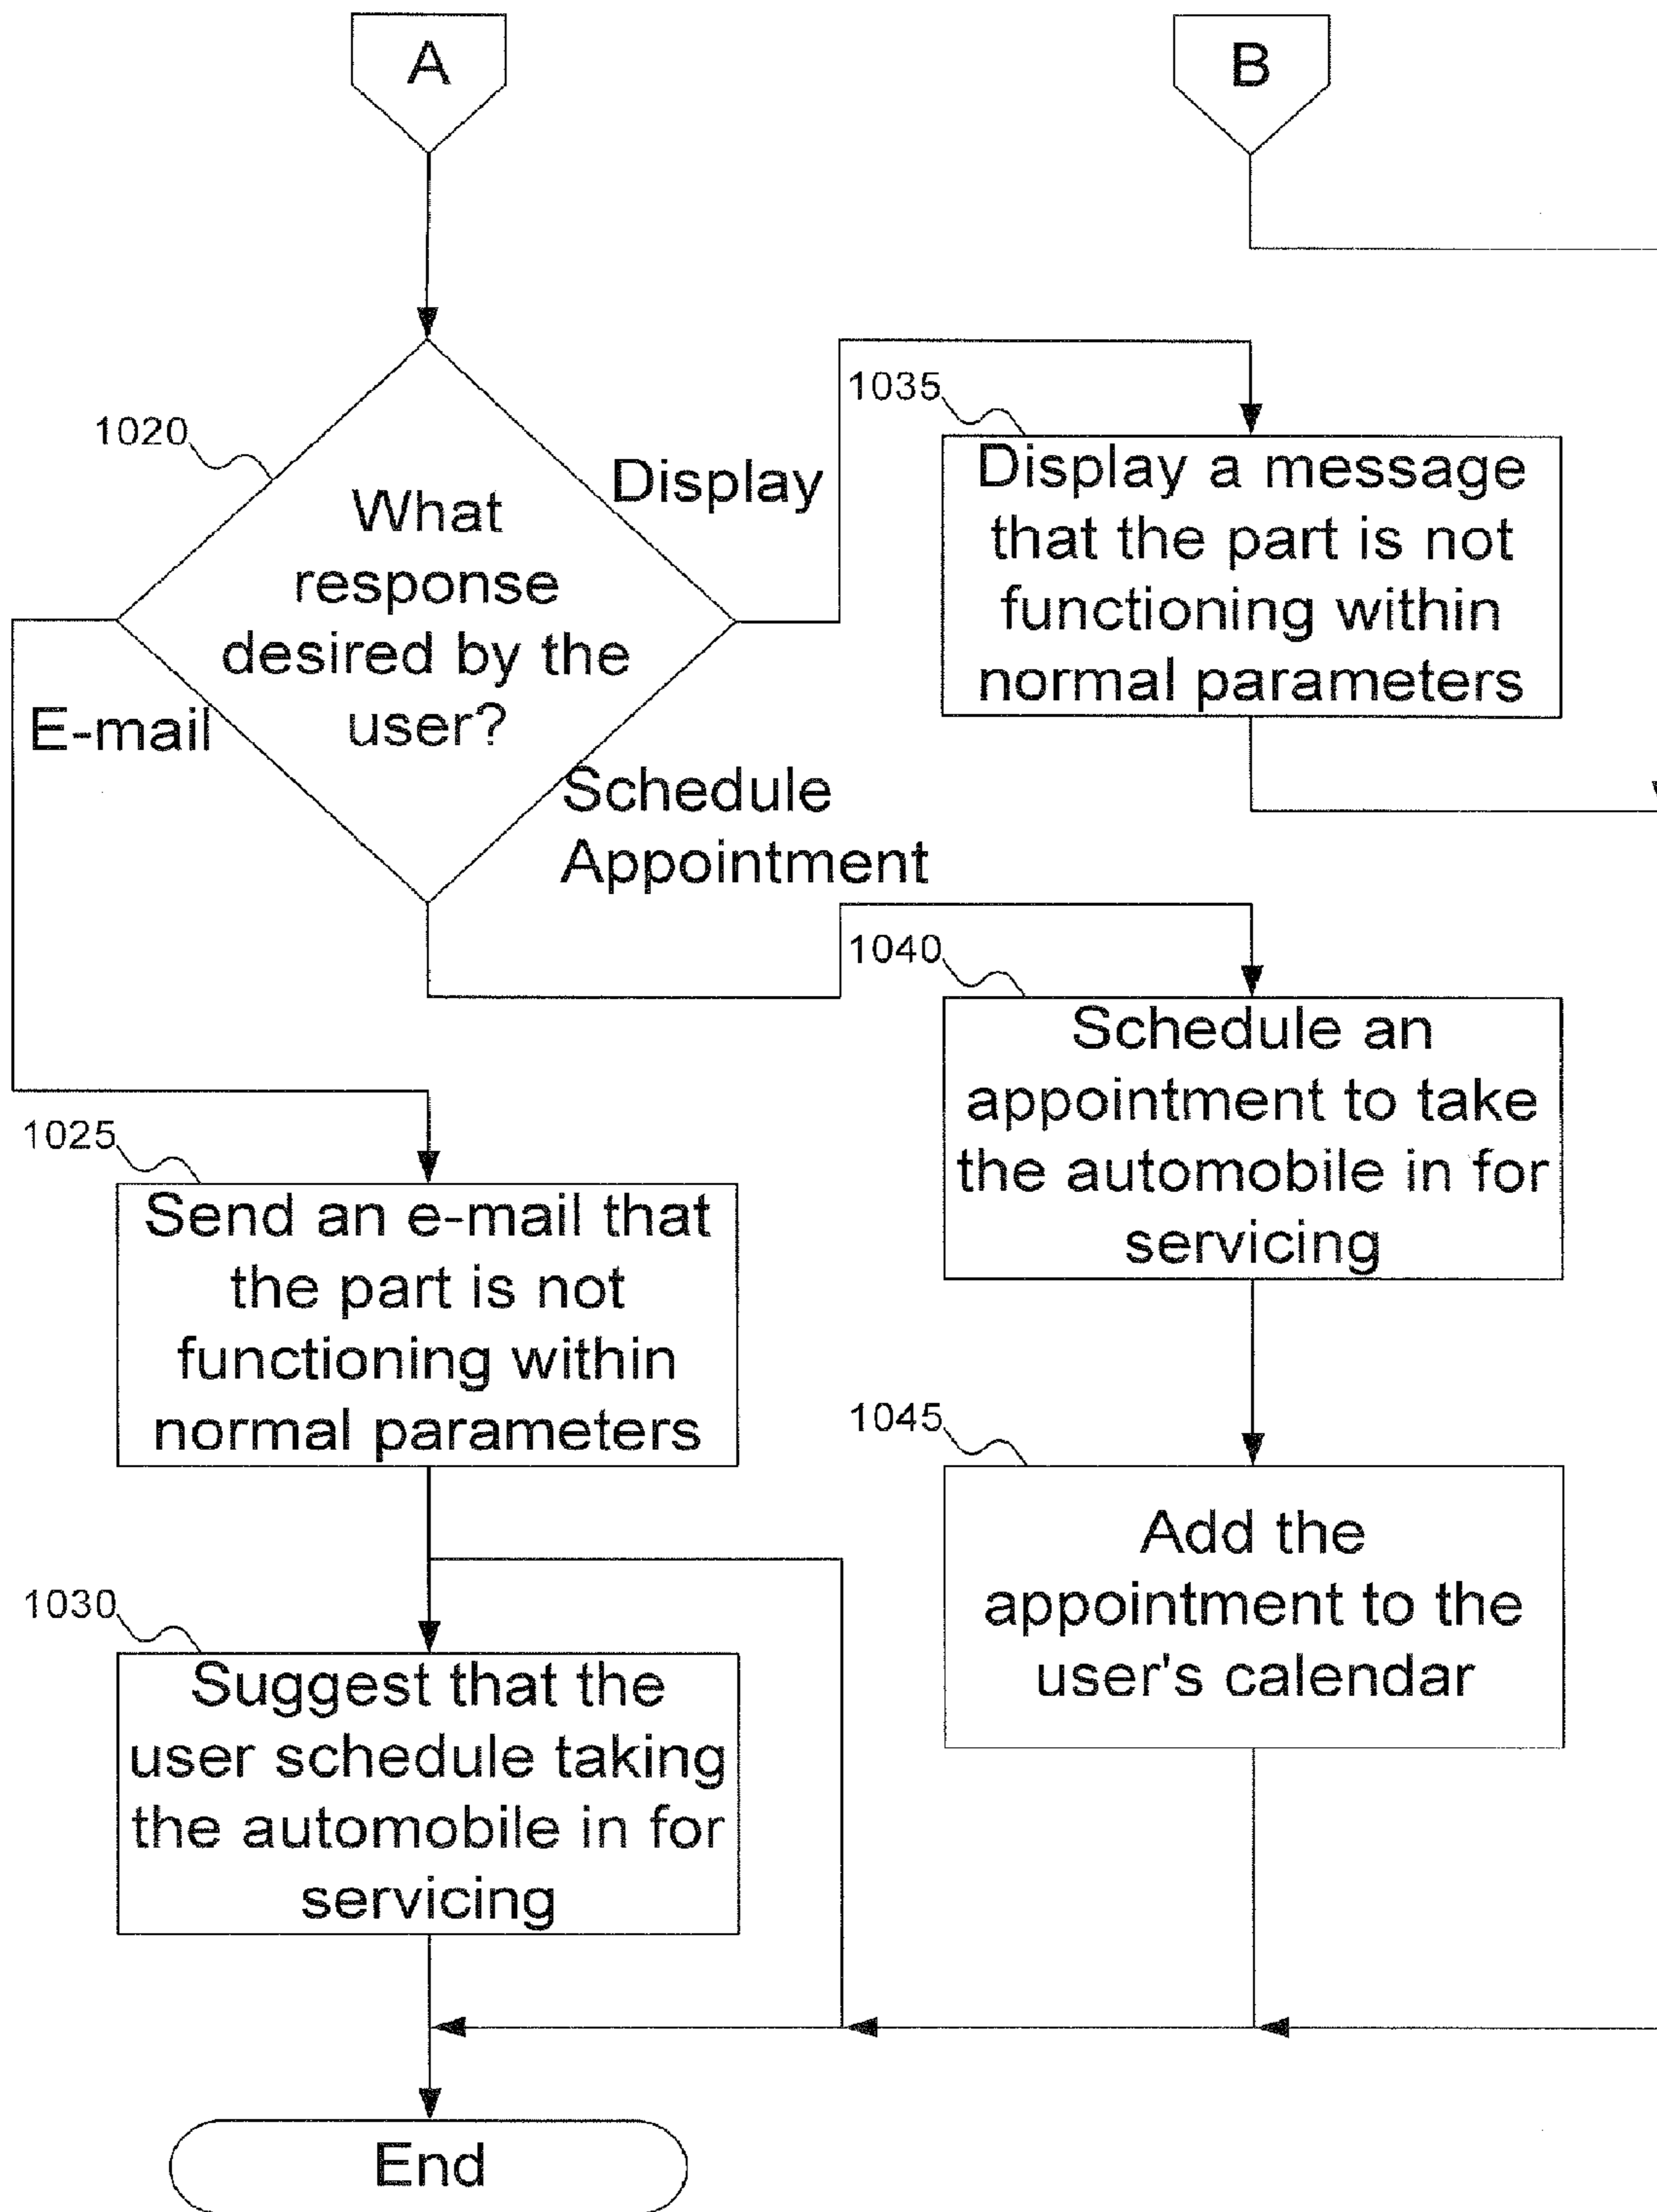 A
B
1020
What
response
desired by the
user?
Display
E-mail
Schedule
Appointment
1035
Display a message
that the part is not
functioning within
normal parameters
1040
Schedule an
appointment to take
the automobile in for
servicing
1025
Send an e-mail that
the part is not
functioning within
normal parameters
1045
Add the
appointment to the
user's calendar
1030
Suggest that the
user schedule taking
the automobile in for
servicing
End